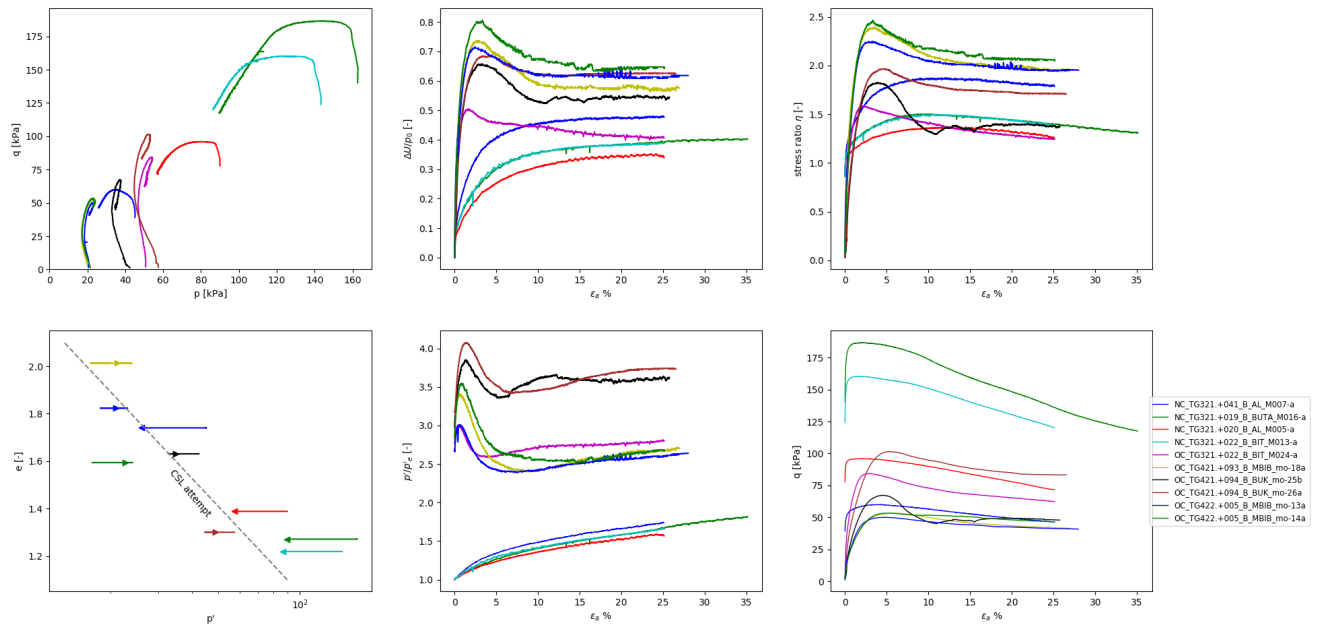 175
150
125
100
75
50
25
0
q [kPa]
0 20 40 60 80 100 120 140 160
p [kPa]
0.8
0.7
0.6
0.5
0.4
0.3
0.2
0.1
0.0
ΔU/p₀ [-]
0 5 10 15 20 25 30 35
εₐ %
2.5
2.0
1.5
1.0
0.5
0.0
stress ratio η [-]
0 5 10 15 20 25 30 35
εₐ %
2.0
1.8
1.6
1.4
1.2
e [-]
CSL attempt
10²
p'
4.0
3.5
3.0
2.5
2.0
1.5
1.0
p'/p'ₑ [-]
0 5 10 15 20 25 30 35
εₐ %
175
150
125
100
75
50
25
0
q [kPa]
0 5 10 15 20 25 30 35
εₐ %
NC_TG321.+041_B_AL_M007-a
NC_TG321.+019_B_BUTA_M016-a
NC_TG321.+020_B_AL_M005-a
NC_TG321.+022_B_BIT_M013-a
OC_TG321.+022_B_BIT_M024-a
OC_TG421.+093_B_MBIB_mo-18a
OC_TG421.+094_B_BUK_mo-25b
OC_TG421.+094_B_BUK_mo-26a
OC_TG422.+005_B_MBIB_mo-13a
OC_TG422.+005_B_MBIB_mo-14a